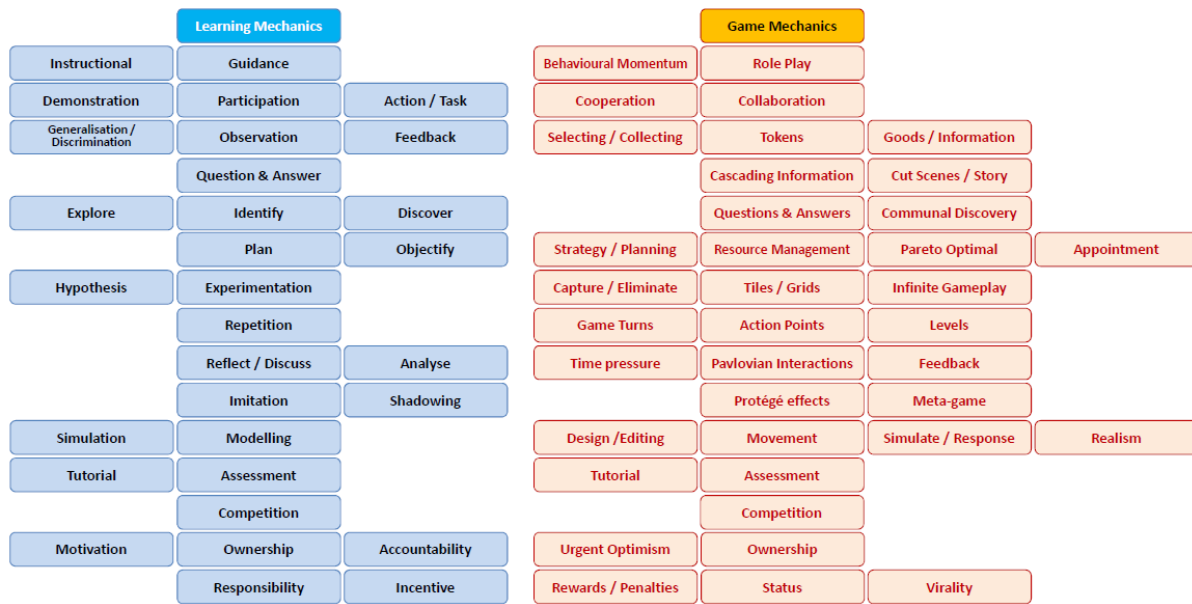 Learning Mechanics
Game Mechanics
Instructional
Guidance
Behavioural Momentum
Role Play
Demonstration
Participation
Action / Task
Cooperation
Collaboration
Generalisation /
Discrimination
Observation
Feedback
Selecting / Collecting
Tokens
Goods / Information
Question & Answer
Cascading Information
Cut Scenes / Story
Explore
Identify
Discover
Questions & Answers
Communal Discovery
Plan
Objectify
Strategy / Planning
Resource Management
Pareto Optimal
Appointment
Hypothesis
Experimentation
Capture / Eliminate
Tiles / Grids
Infinite Gameplay
Repetition
Game Turns
Action Points
Levels
Reflect / Discuss
Analyse
Time pressure
Pavlovian Interactions
Feedback
Imitation
Shadowing
Protégé effects
Meta-game
Simulation
Modelling
Design /Editing
Movement
Simulate / Response
Realism
Tutorial
Assessment
Tutorial
Assessment
Competition
Competition
Motivation
Ownership
Accountability
Urgent Optimism
Ownership
Responsibility
Incentive
Rewards / Penalties
Status
Virality